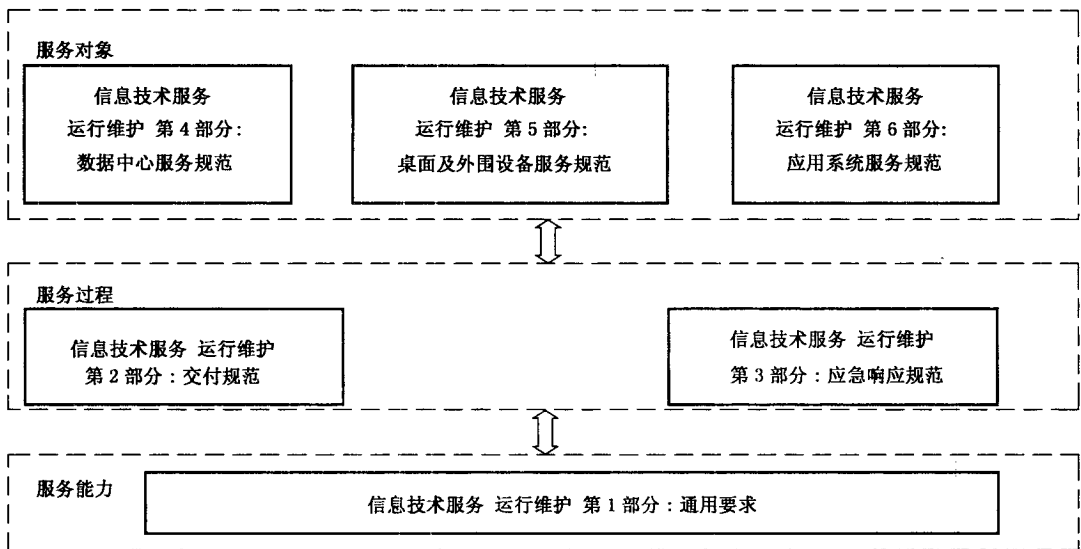 服务对象
信息技术服务
运行维护 第 4 部分:
数据中心服务规范
信息技术服务
运行维护 第 5 部分:
桌面及外围设备服务规范
信息技术服务
运行维护 第 6 部分:
应用系统服务规范
服务过程
信息技术服务 运行维护
第 2 部分：交付规范
信息技术服务 运行维护
第 3 部分：应急响应规范
服务能力
信息技术服务 运行维护 第 1 部分：通用要求